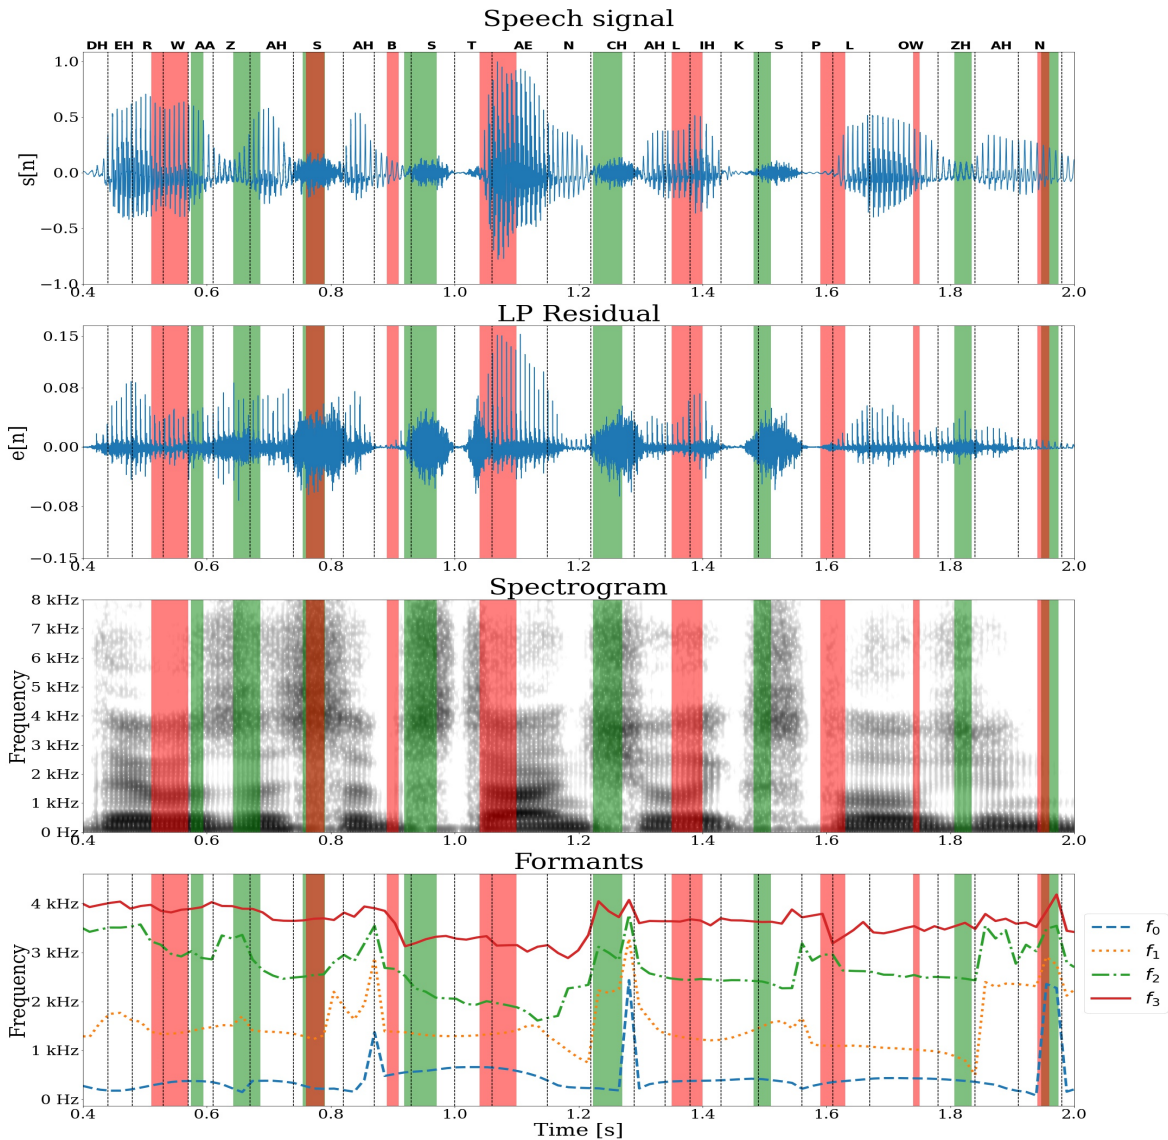 Speech signal
DH EH R W AA Z AH S AH B S T AE N CH AH L IH K S P L OW ZH AH N
1.0
0.5
0.0
−0.5
−1.0
s[n]
0.4 0.6 0.8 1.0 1.2 1.4 1.6 1.8 2.0
LP Residual
0.15
0.08
0.00
−0.08
−0.15
e[n]
0.4 0.6 0.8 1.0 1.2 1.4 1.6 1.8 2.0
Spectrogram
8 kHz
7 kHz
6 kHz
5 kHz
4 kHz
3 kHz
2 kHz
1 kHz
0 Hz
Frequency
0.4 0.6 0.8 1.0 1.2 1.4 1.6 1.8 2.0
Formants
4 kHz
3 kHz
2 kHz
1 kHz
0 Hz
Frequency
f0
f1
f2
f3
0.4 0.6 0.8 1.0 1.2 1.4 1.6 1.8 2.0
Time [s]